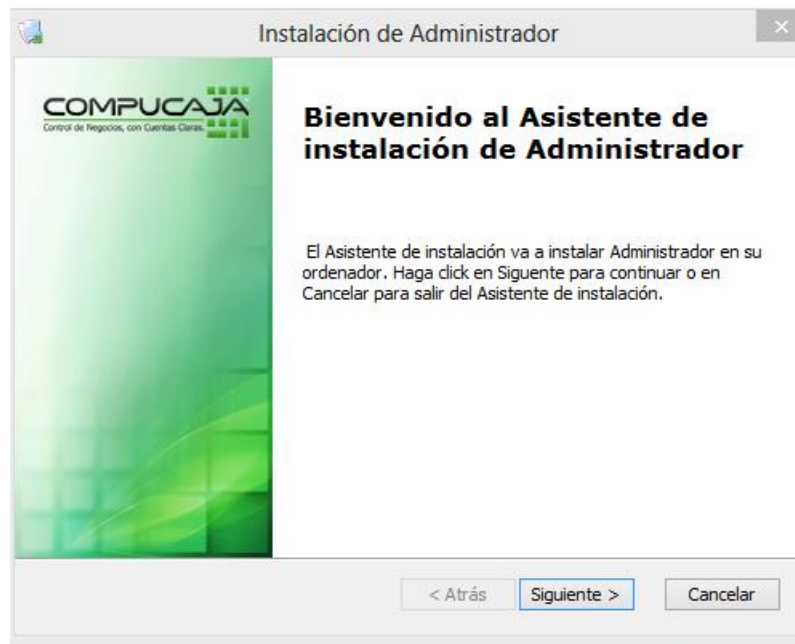 Instalación de Administrador
COMPUCAJA
Control de Negocios, con Cuentas Claras.
Bienvenido al Asistente de
instalación de Administrador
El Asistente de instalación va a instalar Administrador en su
ordenador. Haga click en Siguente para continuar o en
Cancelar para salir del Asistente de instalación.
< Atrás
Siguiente >
Cancelar